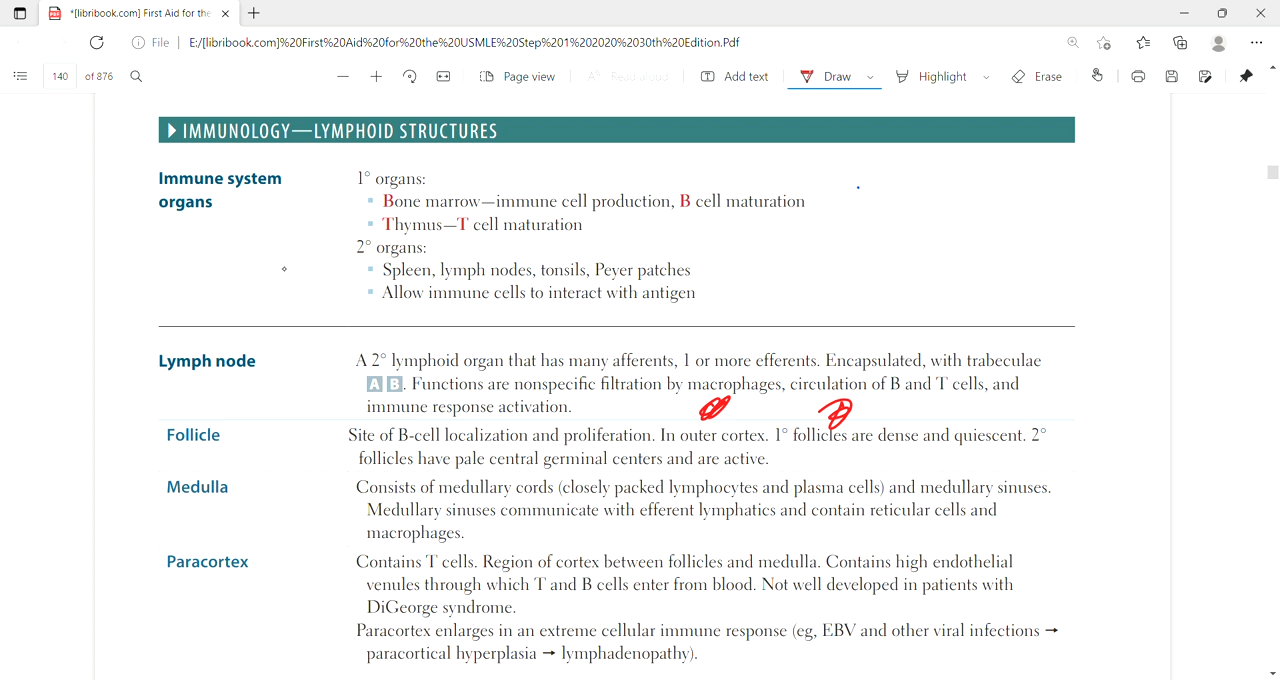 *[libribook.com] First Aid for the
File E:/[libribook.com]%20First%20Aid%20for%20the%20USMLE%20Step%201%202020%2030th%20Edition.Pdf
140 of 876 Page view Read aloud Add text Draw Highlight Erase
IMMUNOLOGY—LYMPHOID STRUCTURES
Immune system
organs
1° organs:
Bone marrow—immune cell production, B cell maturation
Thymus—T cell maturation
2° organs:
Spleen, lymph nodes, tonsils, Peyer patches
Allow immune cells to interact with antigen
Lymph node
A 2° lymphoid organ that has many afferents, 1 or more efferents. Encapsulated, with trabeculae
A B. Functions are nonspecific filtration by macrophages, circulation of B and T cells, and
immune response activation.
Follicle
Site of B-cell localization and proliferation. In outer cortex. 1° follicles are dense and quiescent. 2°
follicles have pale central germinal centers and are active.
Medulla
Consists of medullary cords (closely packed lymphocytes and plasma cells) and medullary sinuses.
Medullary sinuses communicate with efferent lymphatics and contain reticular cells and
macrophages.
Paracortex
Contains T cells. Region of cortex between follicles and medulla. Contains high endothelial
venules through which T and B cells enter from blood. Not well developed in patients with
DiGeorge syndrome.
Paracortex enlarges in an extreme cellular immune response (eg, EBV and other viral infections →
paracortical hyperplasia → lymphadenopathy).